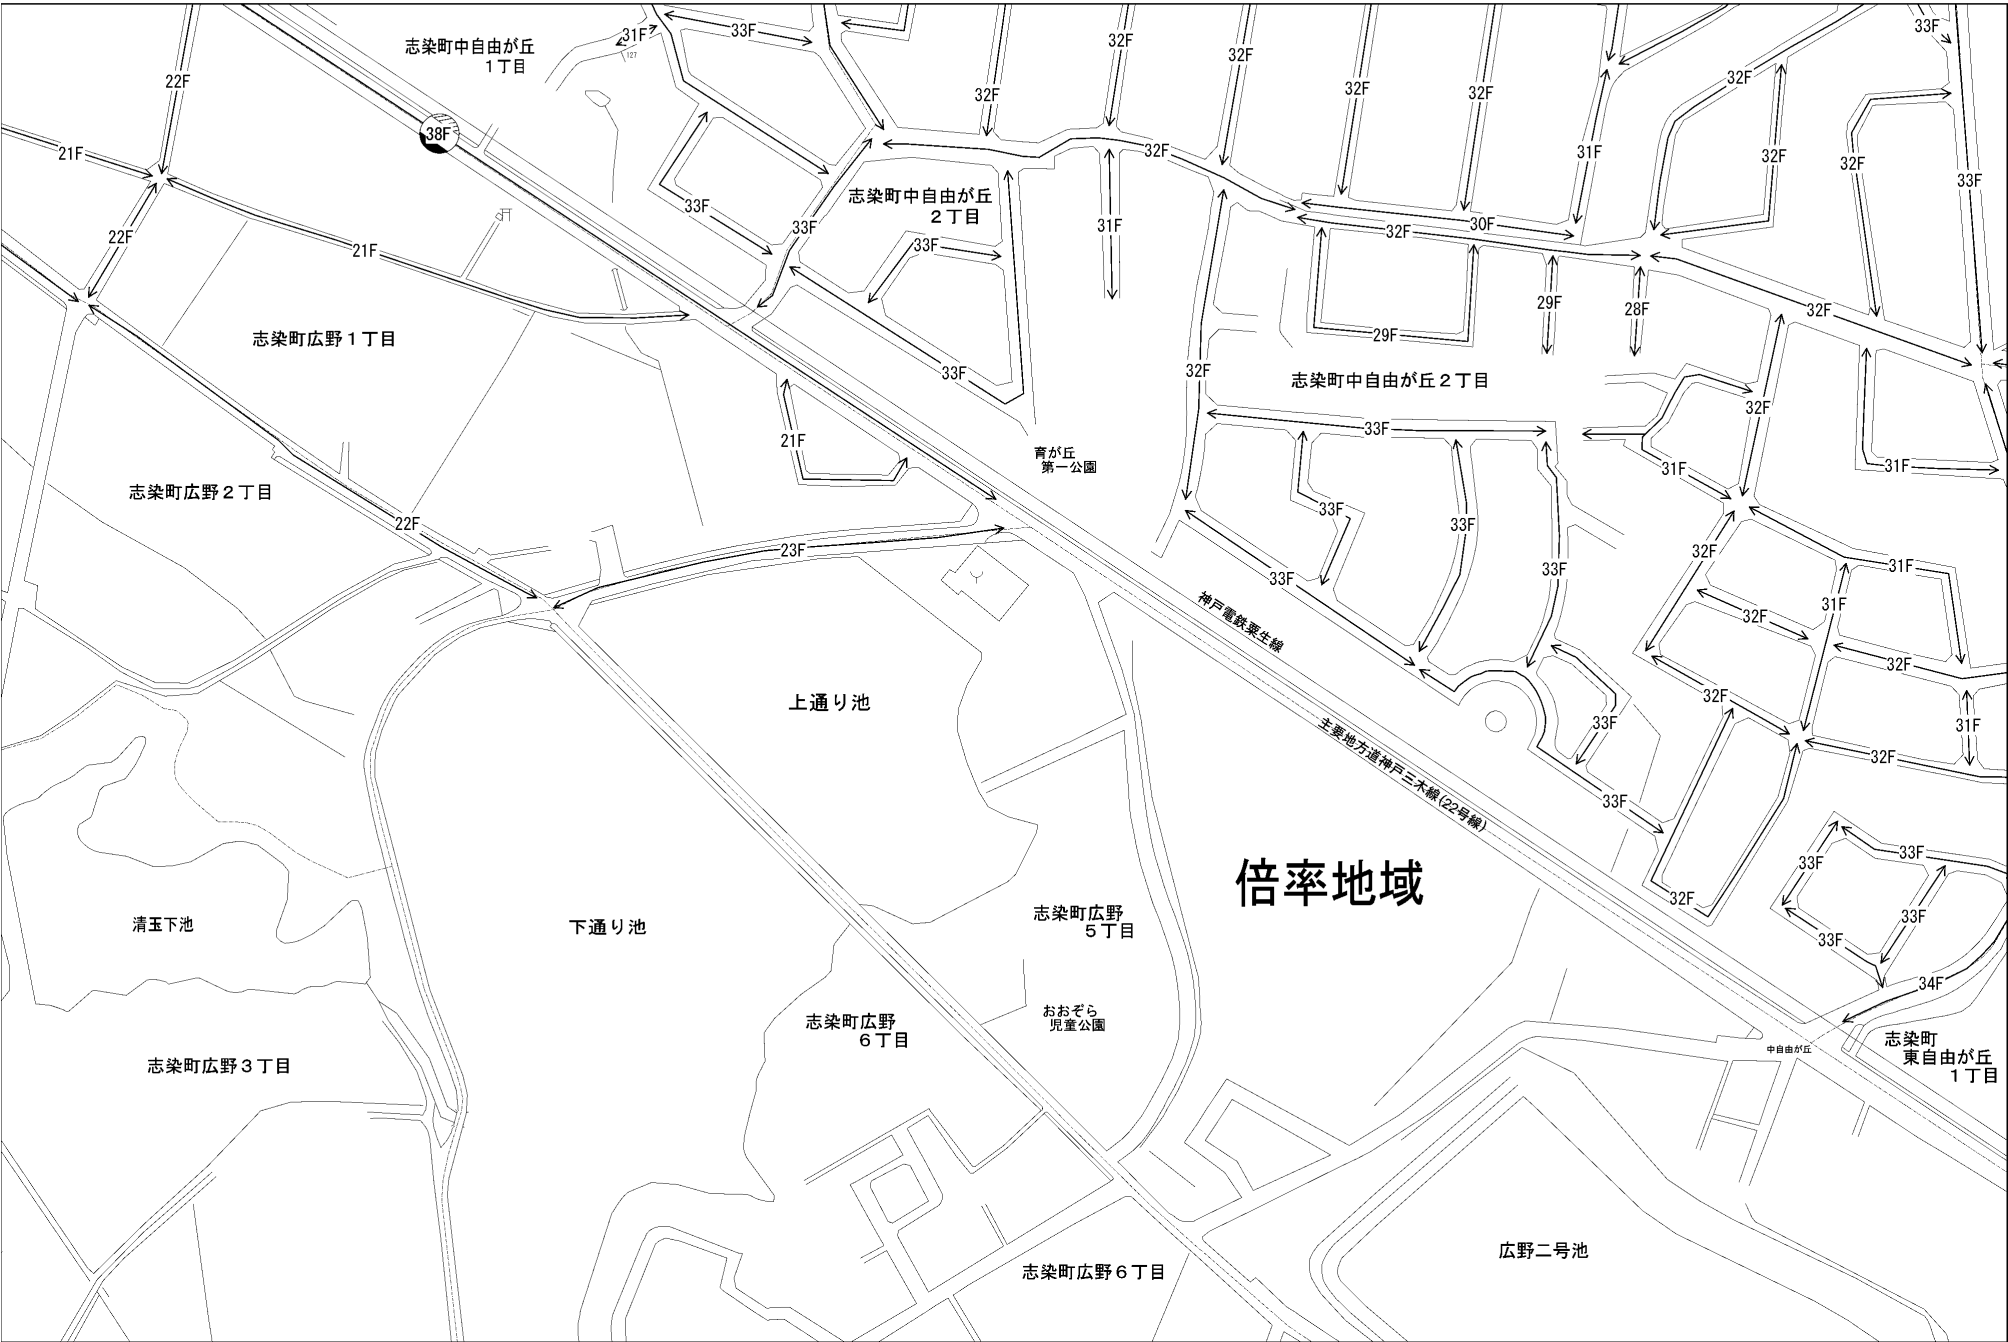 志染町中自由が丘
1丁目
31F
127
33F
32F
32F
32F
32F
32F
32F
33F
22F
38F
21F
31F
32F
32F
33F
32F
志染町中自由が丘
2丁目
33F
33F
31F
30F
32F
22F
21F
33F
29F
28F
32F
29F
志染町広野1丁目
33F
32F
志染町中自由が丘2丁目
32F
21F
33F
育が丘
第一公園
31F
31F
志染町広野2丁目
33F
33F
22F
23F
33F
33F
32F
31F
31F
32F
神戸電鉄粟生線
32F
32F
上通り池
33F
31F
主要地方道神戸三木線(22号線)
32F
33F
33F
33F
倍率地域
32F
33F
33F
清玉下池
下通り池
志染町広野
5丁目
34F
おおぞら
児童公園
志染町広野
6丁目
志染町広野3丁目
中自由が丘
志染町
東自由が丘
1丁目
志染町広野6丁目
広野二号池